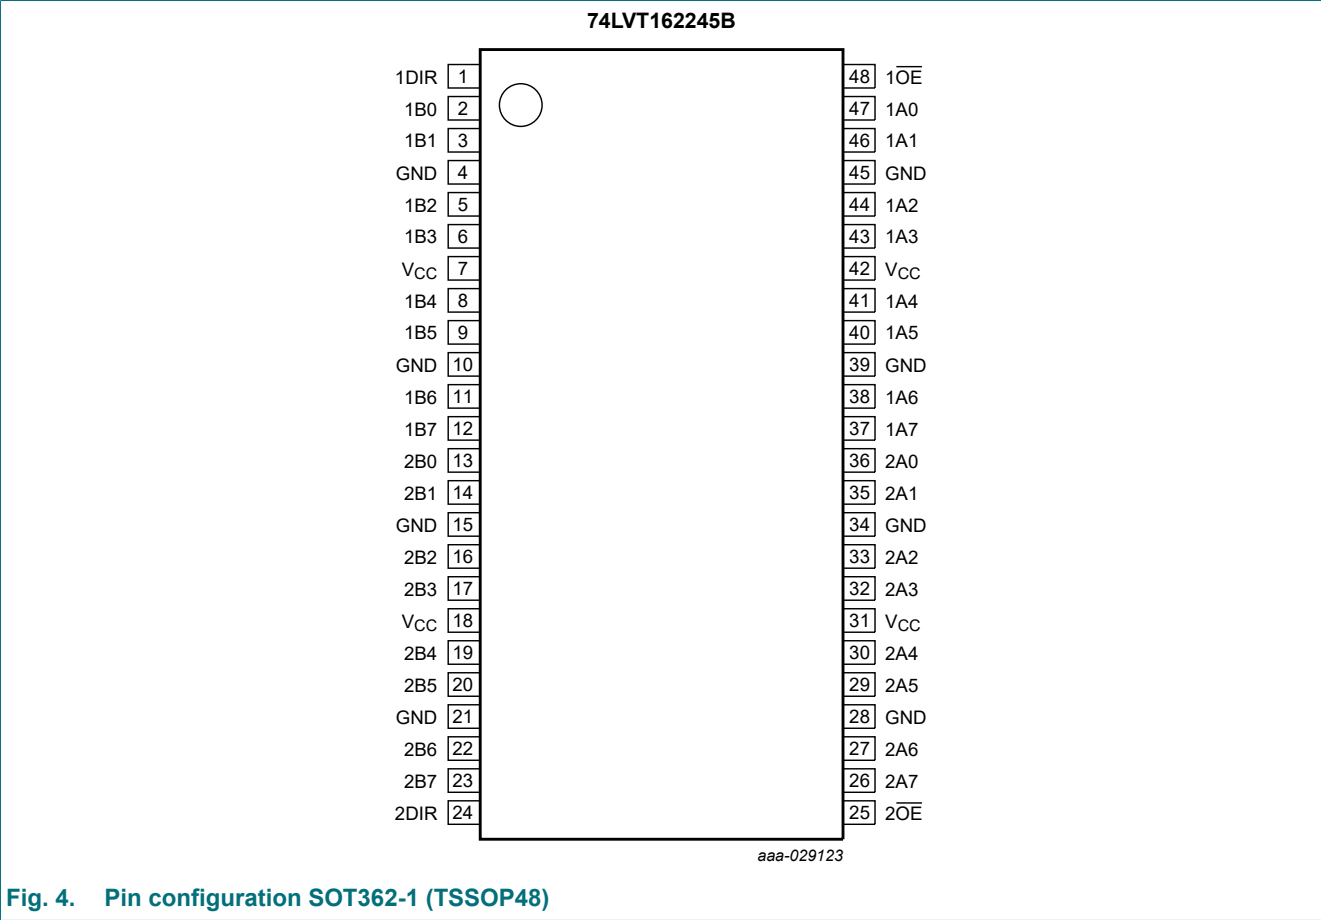 74LVT162245B
1DIR 1 48 1O̅E̅
1B0 2 47 1A0
1B1 3 46 1A1
GND 4 45 GND
1B2 5 44 1A2
1B3 6 43 1A3
VCC 7 42 VCC
1B4 8 41 1A4
1B5 9 40 1A5
GND 10 39 GND
1B6 11 38 1A6
1B7 12 37 1A7
2B0 13 36 2A0
2B1 14 35 2A1
GND 15 34 GND
2B2 16 33 2A2
2B3 17 32 2A3
VCC 18 31 VCC
2B4 19 30 2A4
2B5 20 29 2A5
GND 21 28 GND
2B6 22 27 2A6
2B7 23 26 2A7
2DIR 24 25 2O̅E̅
aaa-029123
Fig. 4. Pin configuration SOT362-1 (TSSOP48)